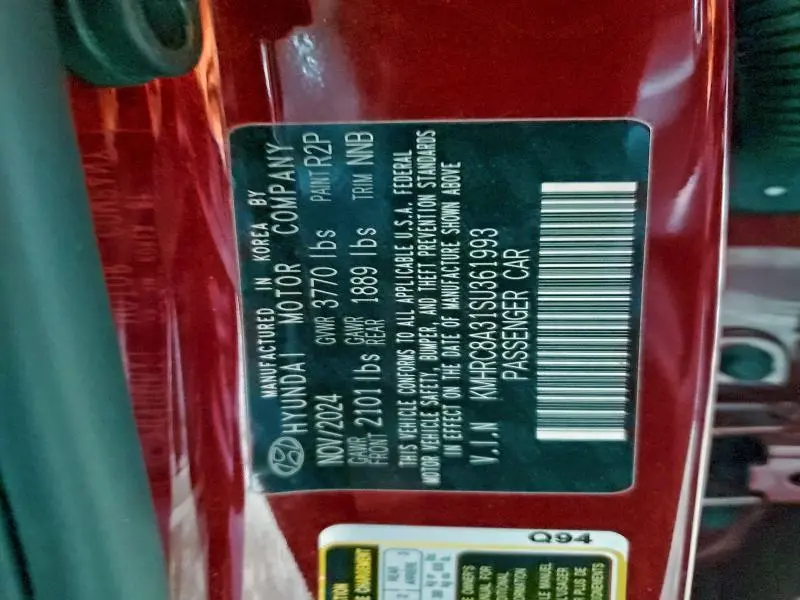 MANUFACTURED IN KOREA BY
HYUNDAI MOTOR COMPANY
NOV/2024 GVWR 3770 lbs PAINT R2P
GAWR FRONT 2101 lbs GAWR REAR 1889 lbs TRIM NNB
THIS VEHICLE CONFORMS TO ALL APPLICABLE U.S.A. FEDERAL
MOTOR VEHICLE SAFETY, BUMPER, AND THEFT PREVENTION STANDARDS
IN EFFECT ON THE DATE OF MANUFACTURE SHOWN ABOVE
V.I.N KMHRC8A31SU361993
PASSENGER CAR
Q94
REAR